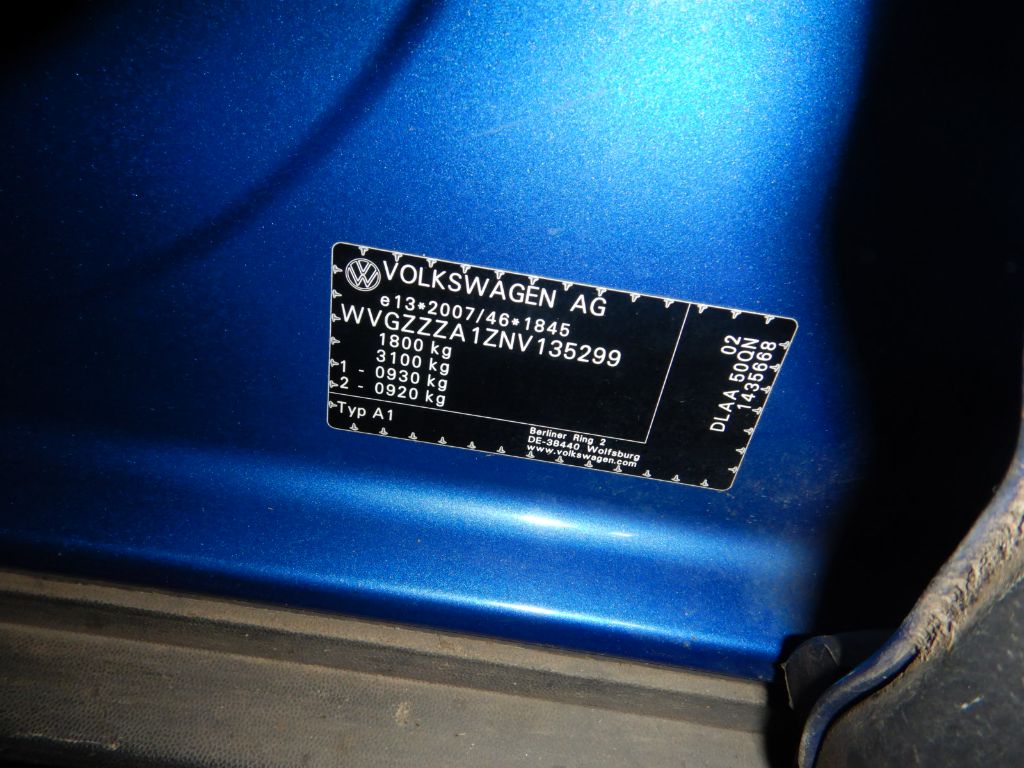 VOLKSWAGEN AG
e13*2007/46*1845
WVGZZZA1ZNV135299
1800 kg
3100 kg
1 - 0930 kg
2 - 0920 kg
Typ A1
Berliner Ring 2
DE-38440 Wolfsburg
www.volkswagen.com
02
DLAA 50QN
1435668